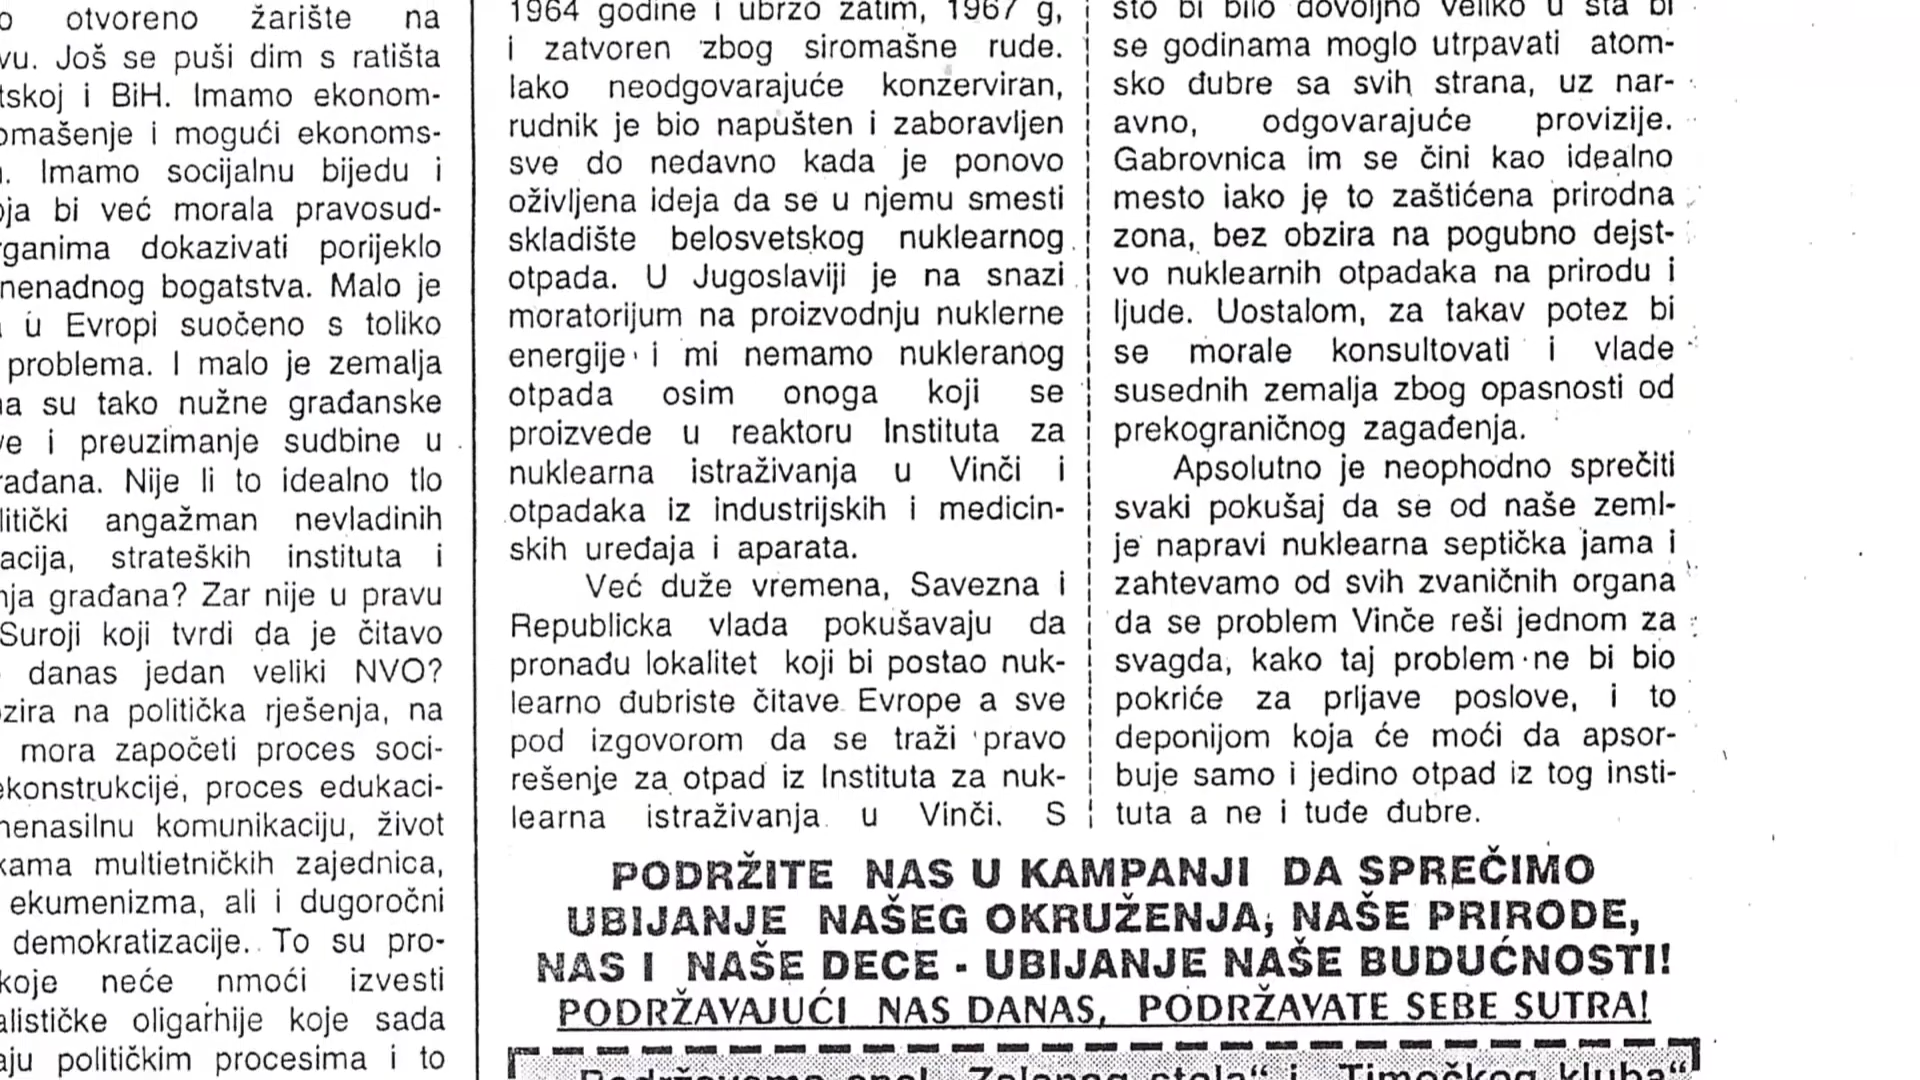 otvoreno žarište na
vu. Još se puši dim s ratišta
tskoj i BiH. Imamo ekonom-
omašenje i mogući ekonoms-
Imamo socijalnu bijedu i
oja bi već morala pravosud-
rganima dokazivati porijeklo
nenadnog bogatstva. Malo je
u Evropi suočeno s toliko
problema. I malo je zemalja
na su tako nužne građanske
ve i preuzimanje sudbine u
rađana. Nije li to idealno tlo
litički angažman nevladinih
acija, strateških instituta i
nja građana? Zar nije u pravu
Suroji koji tvrdi da je čitavo
danas jedan veliki NVO?
zira na politička rješenja, na
mora započeti proces soci-
ekonstrukcije, proces edukaci-
nenasilnu komunikaciju, život
kama multietničkih zajednica,
ekumenizma, ali i dugoročni
demokratizacije. To su pro-
koje neće nmoći izvesti
alističke oligarhije koje sada
aju političkim procesima i to
1964 godine i ubrzo zatim, 1967 g,
i zatvoren zbog siromašne rude.
Iako neodgovarajuće konzerviran,
rudnik je bio napušten i zaboravljen
sve do nedavno kada je ponovo
oživljena ideja da se u njemu smesti
skladište belosvetskog nuklearnog
otpada. U Jugoslaviji je na snazi
moratorijum na proizvodnju nuklerne
energije i mi nemamo nukleranog
otpada osim onoga koji se
proizvede u reaktoru Instituta za
nuklearna istraživanja u Vinči i
otpadaka iz industrijskih i medicin-
skih uređaja i aparata.
Već duže vremena, Savezna i
Republicka vlada pokušavaju da
pronađu lokalitet koji bi postao nuk-
learno đubriste čitave Evrope a sve
pod izgovorom da se traži pravo
rešenje za otpad iz Instituta za nuk-
learna istraživanja u Vinči. S
što bi bilo dovoljno veliko u šta bi
se godinama moglo utrpavati atom-
sko đubre sa svih strana, uz nar-
avno, odgovarajuće provizije.
Gabrovnica im se čini kao idealno
mesto iako je to zaštićena prirodna
zona, bez obzira na pogubno dejst-
vo nuklearnih otpadaka na prirodu i
ljude. Uostalom, za takav potez bi
se morale konsultovati i vlade
susednih zemalja zbog opasnosti od
prekograničnog zagađenja.
Apsolutno je neophodno sprečiti
svaki pokušaj da se od naše zeml-
je napravi nuklearna septička jama i
zahtevamo od svih zvaničnih organa
da se problem Vinče reši jednom za
svagda, kako taj problem ne bi bio
pokriće za prljave poslove, i to
deponijom koja će moći da apsor-
buje samo i jedino otpad iz tog insti-
tuta a ne i tuđe đubre.
PODRŽITE NAS U KAMPANJI DA SPREČIMO
UBIJANJE NAŠEG OKRUŽENJA, NAŠE PRIRODE,
NAS I NAŠE DECE - UBIJANJE NAŠE BUDUĆNOSTI!
PODRŽAVAJUĆI NAS DANAS, PODRŽAVATE SEBE SUTRA!
Podržavamo apel „Zelenog stola“ i „Timočkog kluba“